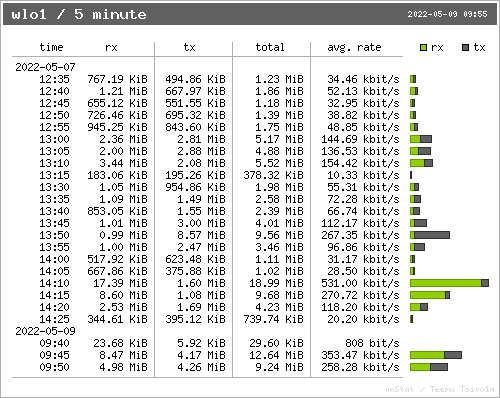 wlo1 / 5 minute 2022-05-09 09:55
time rx tx total avg. rate rx tx
2022-05-07
12:35 767.19 KiB 494.86 KiB 1.23 MiB 34.46 kbit/s
12:40 1.21 MiB 667.97 KiB 1.86 MiB 52.13 kbit/s
12:45 655.12 KiB 551.55 KiB 1.18 MiB 32.95 kbit/s
12:50 726.46 KiB 695.32 KiB 1.39 MiB 38.82 kbit/s
12:55 945.25 KiB 843.60 KiB 1.75 MiB 48.85 kbit/s
13:00 2.36 MiB 2.81 MiB 5.17 MiB 144.69 kbit/s
13:05 2.00 MiB 2.88 MiB 4.88 MiB 136.53 kbit/s
13:10 3.44 MiB 2.08 MiB 5.52 MiB 154.42 kbit/s
13:15 183.06 KiB 195.26 KiB 378.32 KiB 10.33 kbit/s
13:30 1.05 MiB 954.86 KiB 1.98 MiB 55.31 kbit/s
13:35 1.09 MiB 1.49 MiB 2.58 MiB 72.28 kbit/s
13:40 853.05 KiB 1.55 MiB 2.39 MiB 66.74 kbit/s
13:45 1.01 MiB 3.00 MiB 4.01 MiB 112.17 kbit/s
13:50 0.99 MiB 8.57 MiB 9.56 MiB 267.35 kbit/s
13:55 1.00 MiB 2.47 MiB 3.46 MiB 96.86 kbit/s
14:00 517.92 KiB 623.48 KiB 1.11 MiB 31.17 kbit/s
14:05 667.86 KiB 375.88 KiB 1.02 MiB 28.50 kbit/s
14:10 17.39 MiB 1.60 MiB 18.99 MiB 531.00 kbit/s
14:15 8.60 MiB 1.08 MiB 9.68 MiB 270.72 kbit/s
14:20 2.53 MiB 1.69 MiB 4.23 MiB 118.20 kbit/s
14:25 344.61 KiB 395.12 KiB 739.74 KiB 20.20 kbit/s
2022-05-09
09:40 23.68 KiB 5.92 KiB 29.60 KiB 808 bit/s
09:45 8.47 MiB 4.17 MiB 12.64 MiB 353.47 kbit/s
09:50 4.98 MiB 4.26 MiB 9.24 MiB 258.28 kbit/s
vnStat / Teemu Toivola